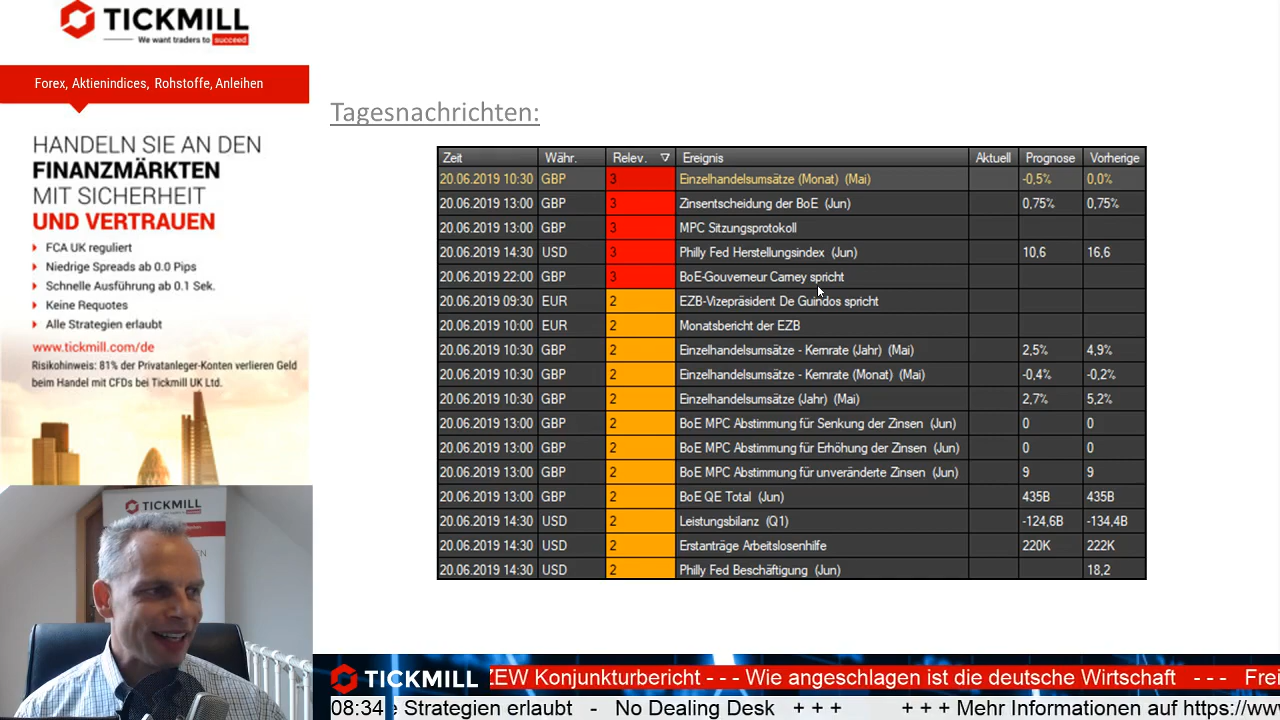 TICKMILL
We want traders to succeed
Forex, Aktienindices, Rohstoffe, Anleihen
HANDELN SIE AN DEN
FINANZMÄRKTEN
MIT SICHERHEIT
UND VERTRAUEN
FCA UK reguliert
Niedrige Spreads ab 0.0 Pips
Schnelle Ausführung ab 0.1 Sek.
Keine Requotes
Alle Strategien erlaubt
www.tickmill.com/de
Risikohinweis: 81% der Privatanleger-Konten verlieren Geld
beim Handel mit CFDs bei Tickmill UK Ltd.
TICKMILL
Tagesnachrichten:
Zeit Währ. Relev. Ereignis Aktuell Prognose Vorherige
20.06.2019 10:30 GBP 3 Einzelhandelsumsätze (Monat) (Mai) -0,5% 0,0%
20.06.2019 13:00 GBP 3 Zinsentscheidung der BoE (Jun) 0,75% 0,75%
20.06.2019 13:00 GBP 3 MPC Sitzungsprotokoll
20.06.2019 14:30 USD 3 Philly Fed Herstellungsindex (Jun) 10,6 16,6
20.06.2019 22:00 GBP 3 BoE-Gouverneur Carney spricht
20.06.2019 09:30 EUR 2 EZB-Vizepräsident De Guindos spricht
20.06.2019 10:00 EUR 2 Monatsbericht der EZB
20.06.2019 10:30 GBP 2 Einzelhandelsumsätze - Kernrate (Jahr) (Mai) 2,5% 4,9%
20.06.2019 10:30 GBP 2 Einzelhandelsumsätze - Kernrate (Monat) (Mai) -0,4% -0,2%
20.06.2019 10:30 GBP 2 Einzelhandelsumsätze (Jahr) (Mai) 2,7% 5,2%
20.06.2019 13:00 GBP 2 BoE MPC Abstimmung für Senkung der Zinsen (Jun) 0 0
20.06.2019 13:00 GBP 2 BoE MPC Abstimmung für Erhöhung der Zinsen (Jun) 0 0
20.06.2019 13:00 GBP 2 BoE MPC Abstimmung für unveränderte Zinsen (Jun) 9 9
20.06.2019 13:00 GBP 2 BoE QE Total (Jun) 435B 435B
20.06.2019 14:30 USD 2 Leistungsbilanz (Q1) -124,6B -134,4B
20.06.2019 14:30 USD 2 Erstanträge Arbeitslosenhilfe 220K 222K
20.06.2019 14:30 USD 2 Philly Fed Beschäftigung (Jun) 18,2
TICKMILL ZEW Konjunkturbericht - - - Wie angeschlagen ist die deutsche Wirtschaft - - - Frei
08:34 e Strategien erlaubt - No Dealing Desk + + + + + + Mehr Informationen auf https://ww